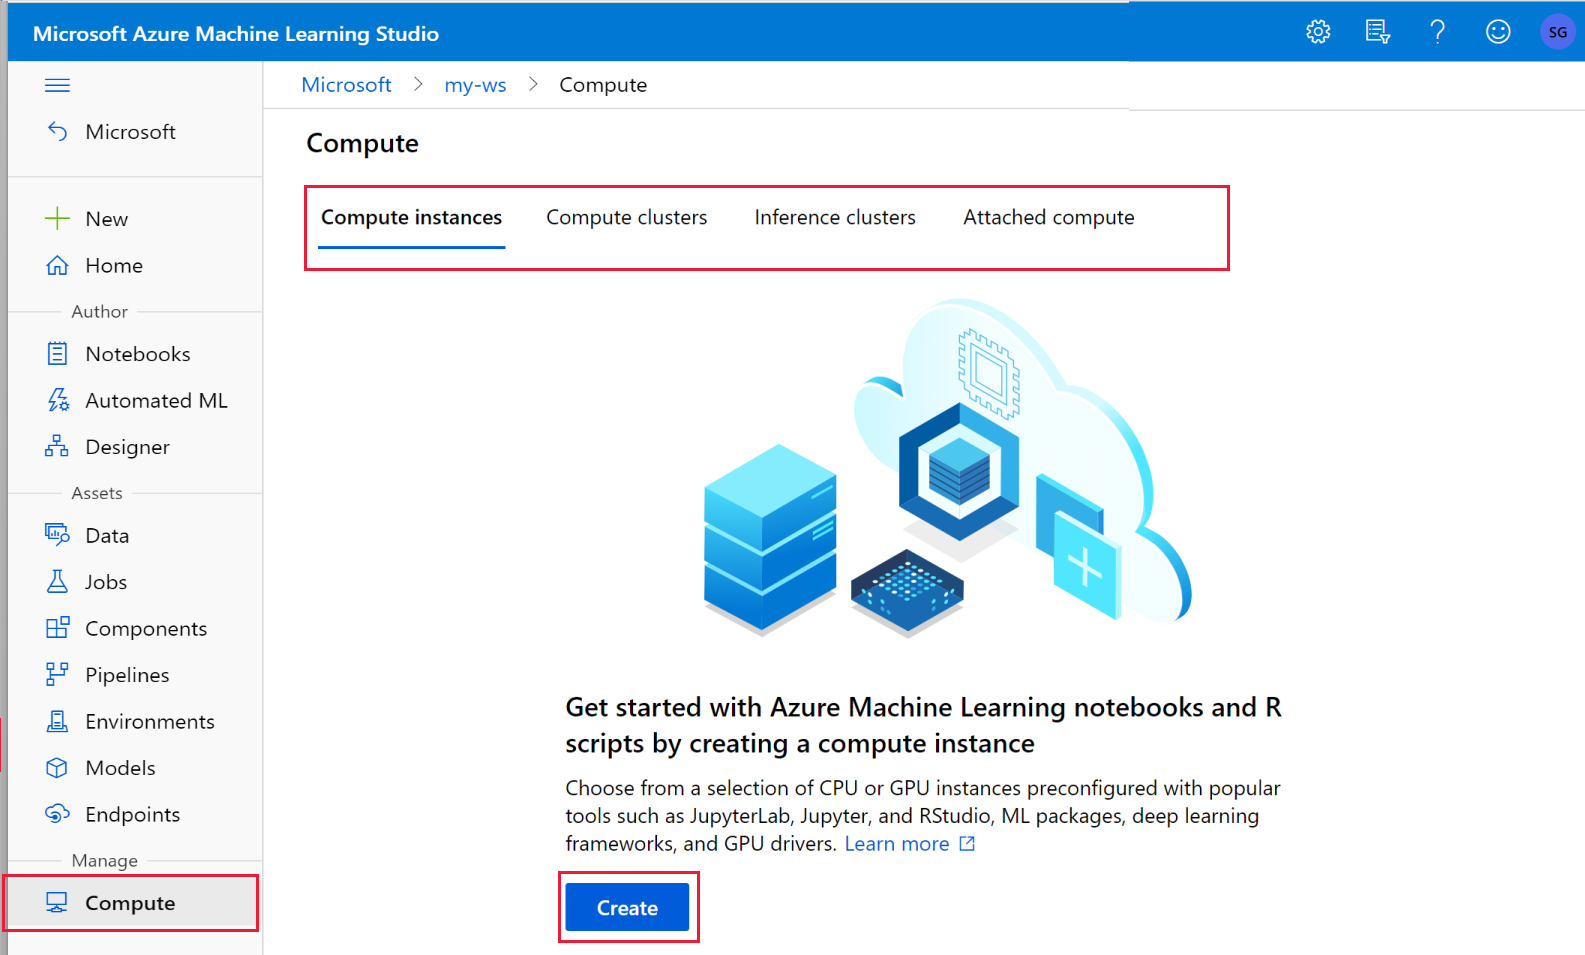 Microsoft Azure Machine Learning Studio
SG
Microsoft > my-ws > Compute
Microsoft
New
Home
Author
Notebooks
Automated ML
Designer
Assets
Data
Jobs
Components
Pipelines
Environments
Models
Endpoints
Manage
Compute
Compute
Compute instances Compute clusters Inference clusters Attached compute
Get started with Azure Machine Learning notebooks and R
scripts by creating a compute instance
Choose from a selection of CPU or GPU instances preconfigured with popular
tools such as JupyterLab, Jupyter, and RStudio, ML packages, deep learning
frameworks, and GPU drivers. Learn more
Create